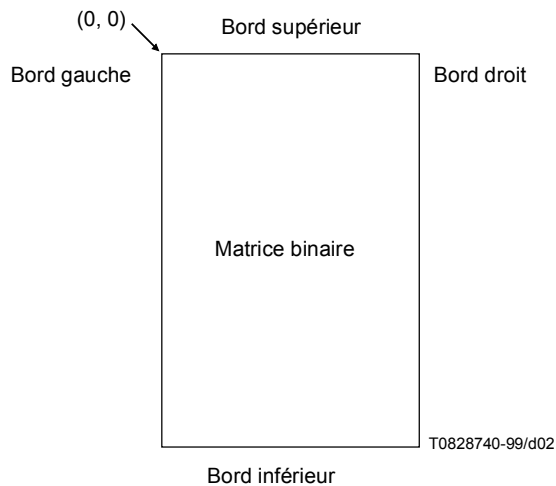 (0, 0)
Bord supérieur
Bord gauche
Bord droit
Matrice binaire
T0828740-99/d02
Bord inférieur